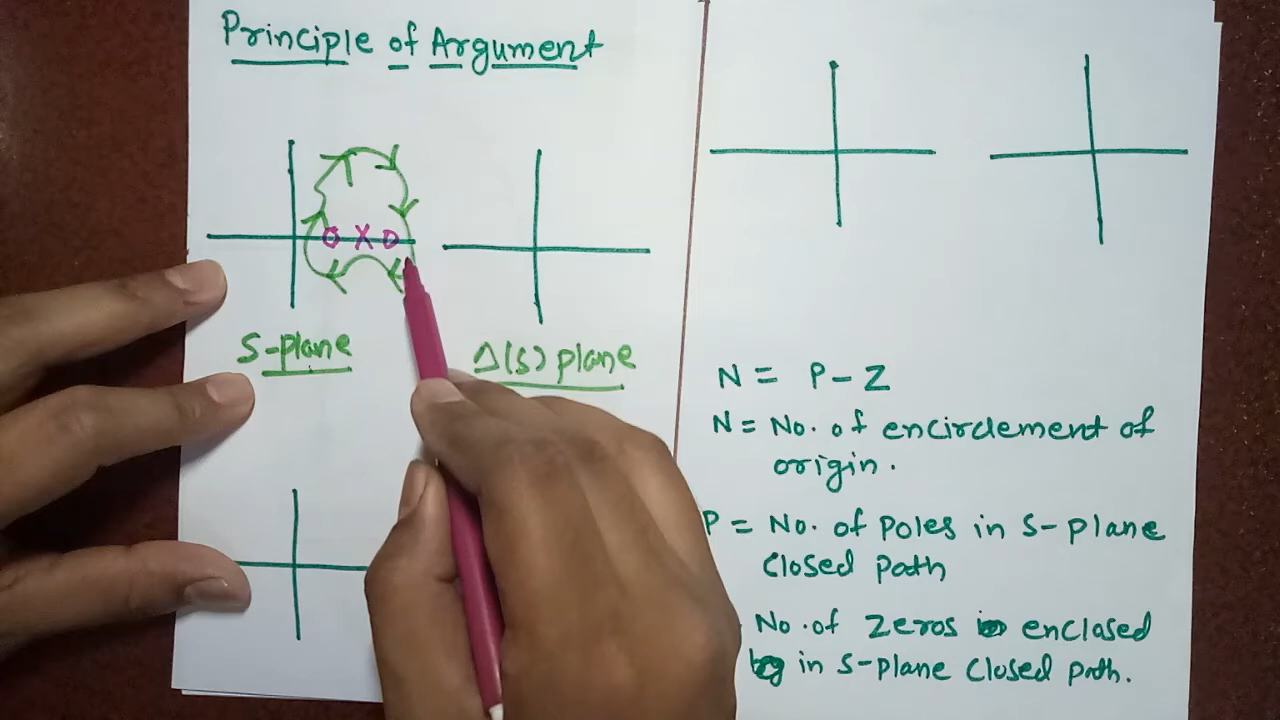 Principle of Argument
S-plane
Δ(s) plane
N = P - Z
N = No. of encirclement of
origin.
P = No. of Poles in S-plane
Closed Path
No. of Zeros enclosed
in S-plane Closed Path.